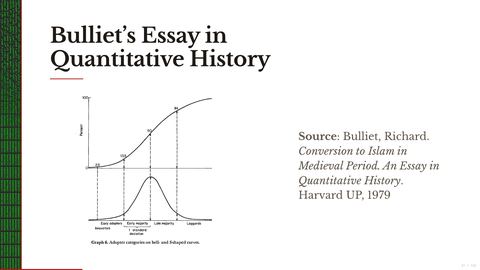 Bulliet’s Essay in
Quantitative History
100
Percent
84
50
2.5
Early adopters
Early majority
Late majority
Laggards
Innovators
1 standard
deviation
Graph 6. Adopter categories on bell- and S-shaped curves.
Source: Bulliet, Richard.
Conversion to Islam in
Medieval Period. An Essay in
Quantitative History.
Harvard UP, 1979